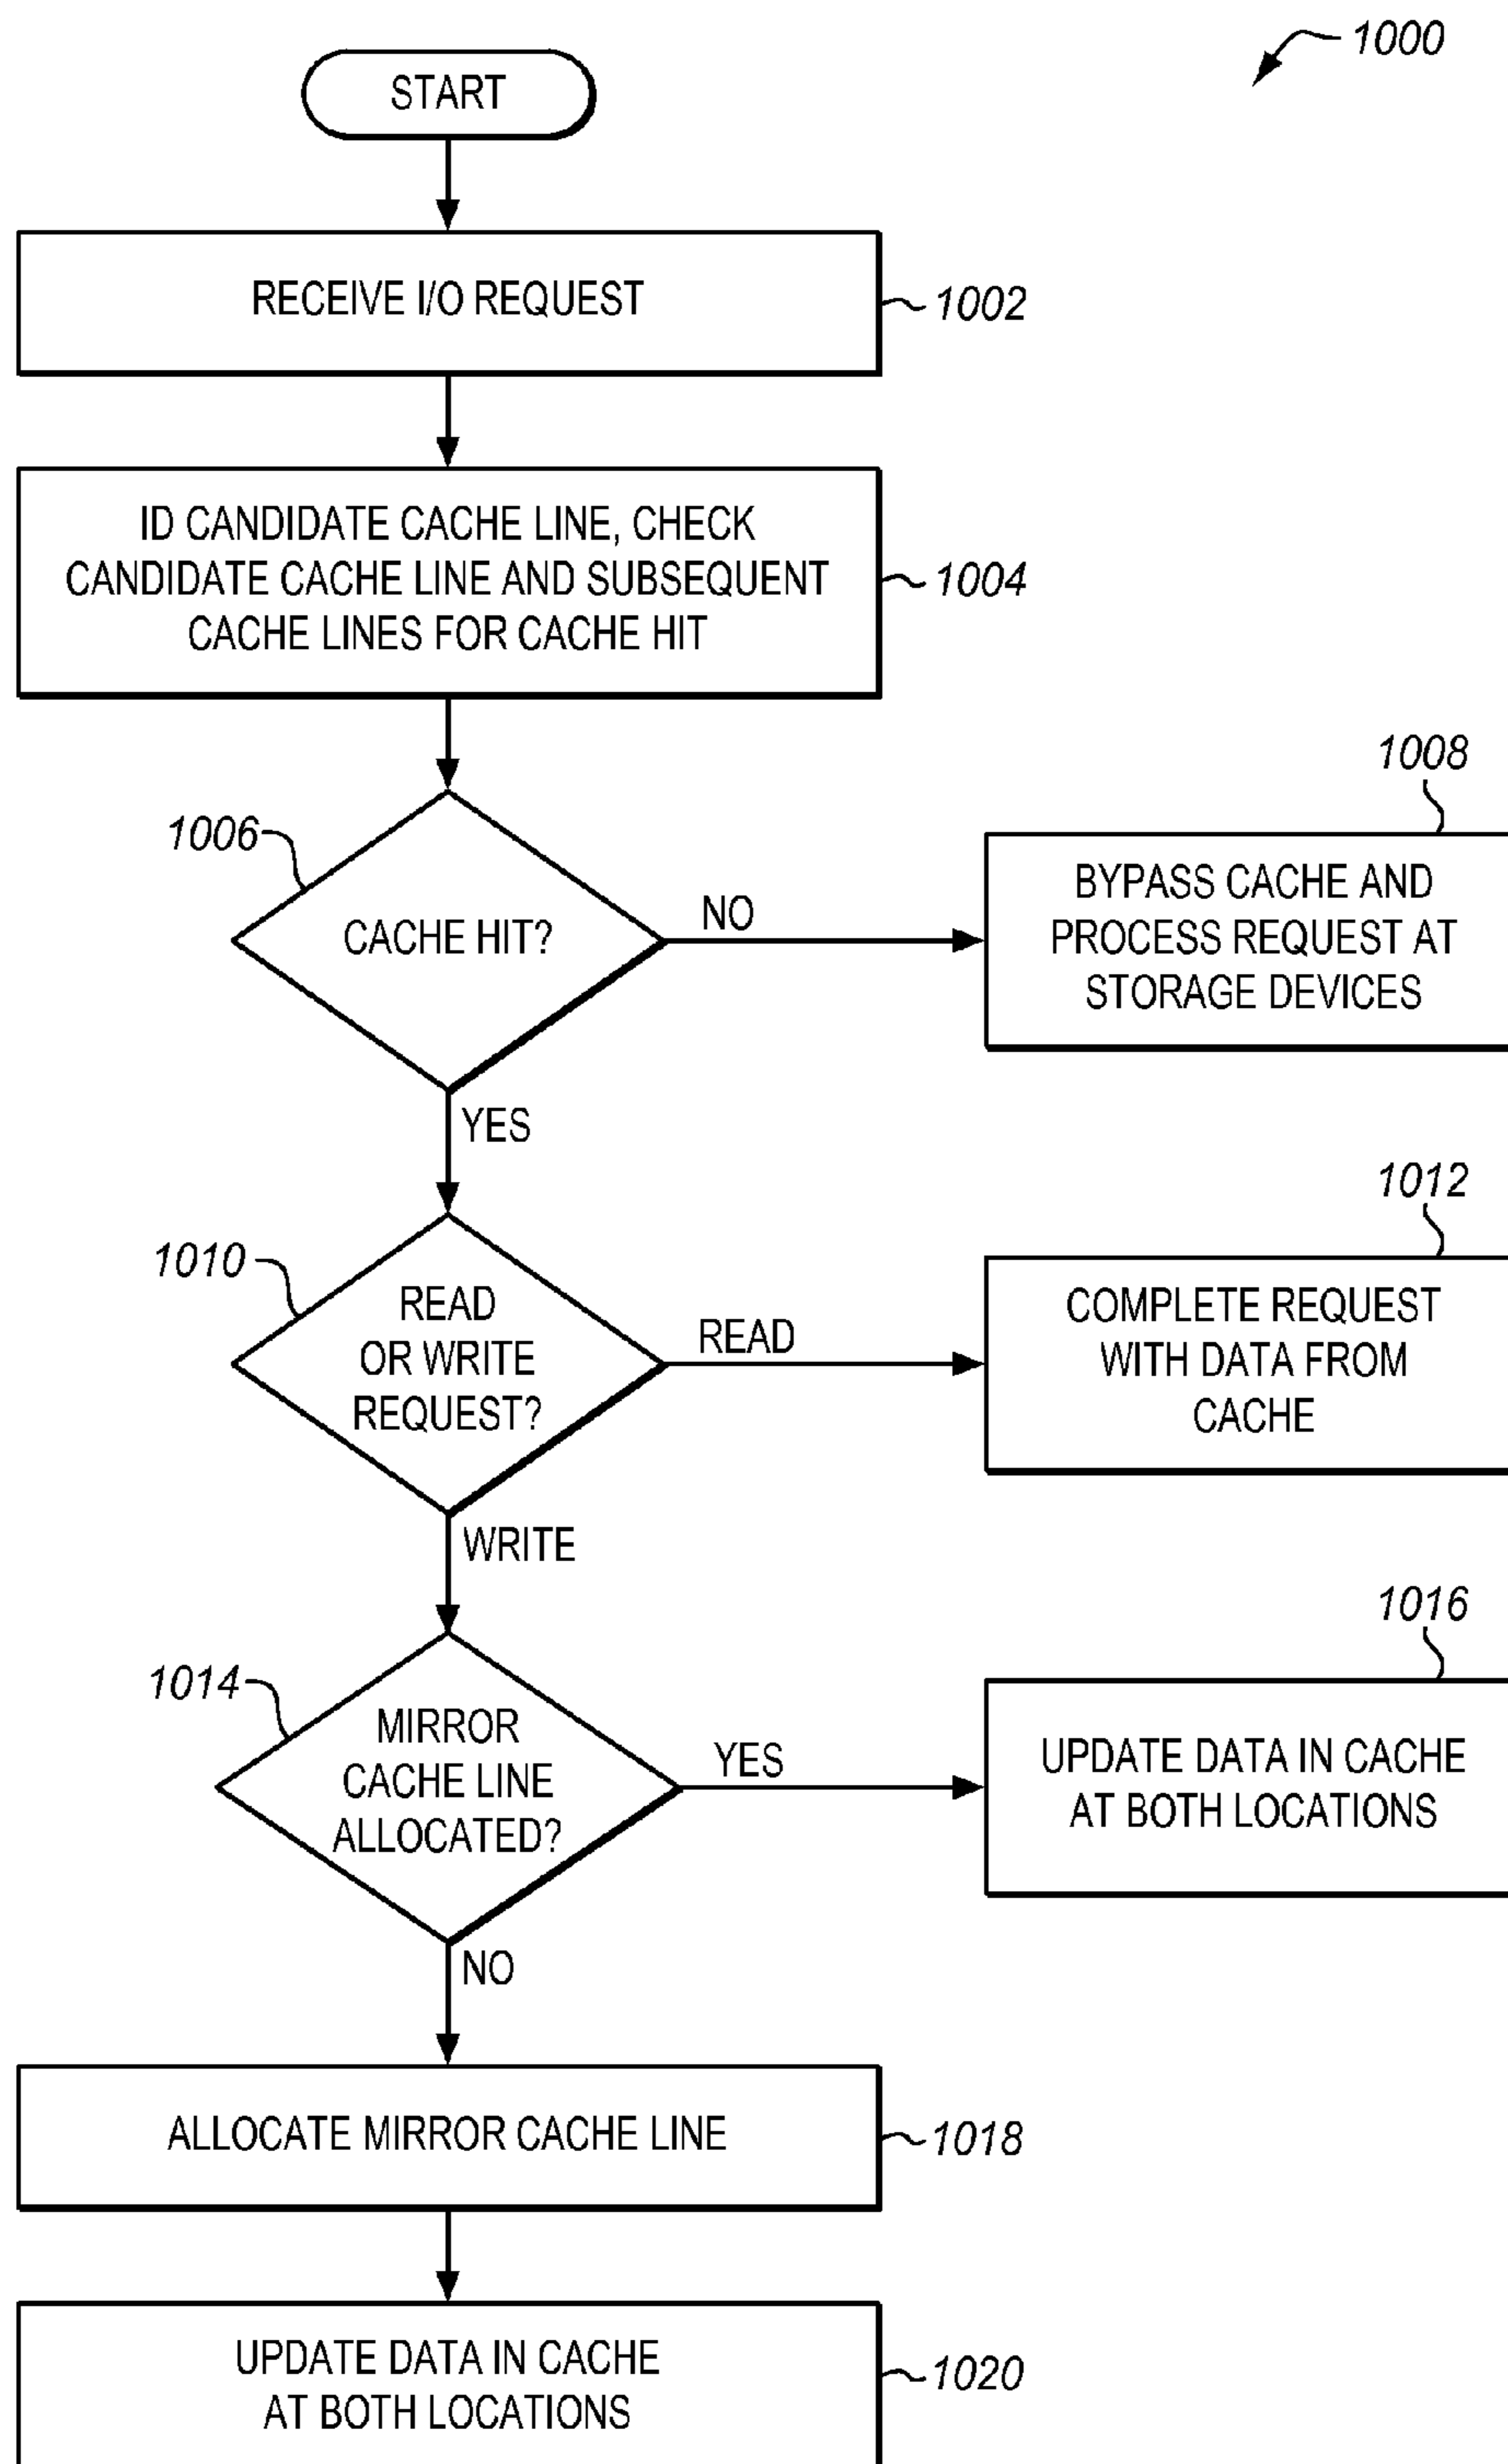 1000
START
RECEIVE I/O REQUEST
1002
ID CANDIDATE CACHE LINE, CHECK
CANDIDATE CACHE LINE AND SUBSEQUENT
CACHE LINES FOR CACHE HIT
1004
1006
CACHE HIT?
NO
1008
BYPASS CACHE AND
PROCESS REQUEST AT
STORAGE DEVICES
YES
1010
READ
OR WRITE
REQUEST?
READ
1012
COMPLETE REQUEST
WITH DATA FROM
CACHE
WRITE
1014
MIRROR
CACHE LINE
ALLOCATED?
YES
1016
UPDATE DATA IN CACHE
AT BOTH LOCATIONS
NO
ALLOCATE MIRROR CACHE LINE
1018
UPDATE DATA IN CACHE
AT BOTH LOCATIONS
1020